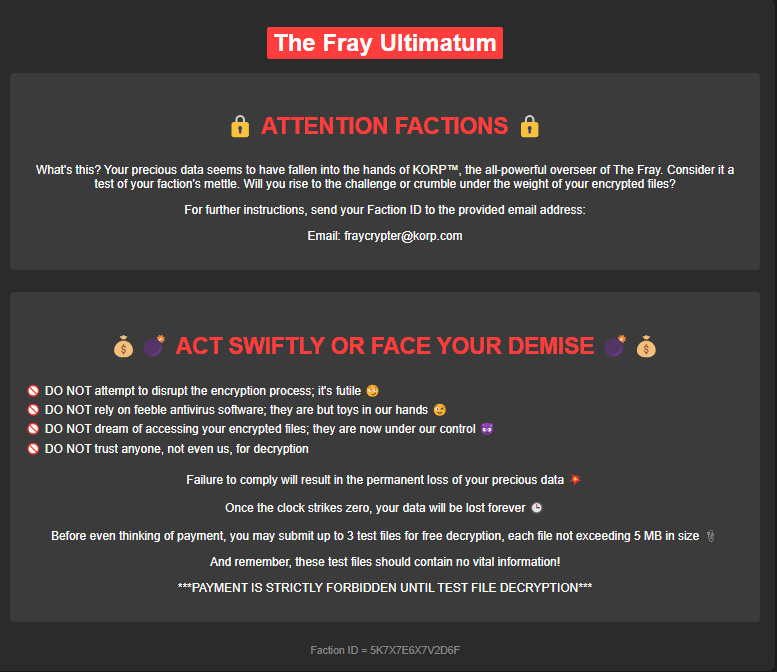 The Fray Ultimatum
ATTENTION FACTIONS
What's this? Your precious data seems to have fallen into the hands of KORP™, the all-powerful overseer of The Fray. Consider it a
test of your faction's mettle. Will you rise to the challenge or crumble under the weight of your encrypted files?
For further instructions, send your Faction ID to the provided email address:
Email: fraycrypter@korp.com
ACT SWIFTLY OR FACE YOUR DEMISE
DO NOT attempt to disrupt the encryption process; it's futile
DO NOT rely on feeble antivirus software; they are but toys in our hands
DO NOT dream of accessing your encrypted files; they are now under our control
DO NOT trust anyone, not even us, for decryption
Failure to comply will result in the permanent loss of your precious data
Once the clock strikes zero, your data will be lost forever
Before even thinking of payment, you may submit up to 3 test files for free decryption, each file not exceeding 5 MB in size
And remember, these test files should contain no vital information!
***PAYMENT IS STRICTLY FORBIDDEN UNTIL TEST FILE DECRYPTION***
Faction ID = 5K7X7E6X7V2D6F